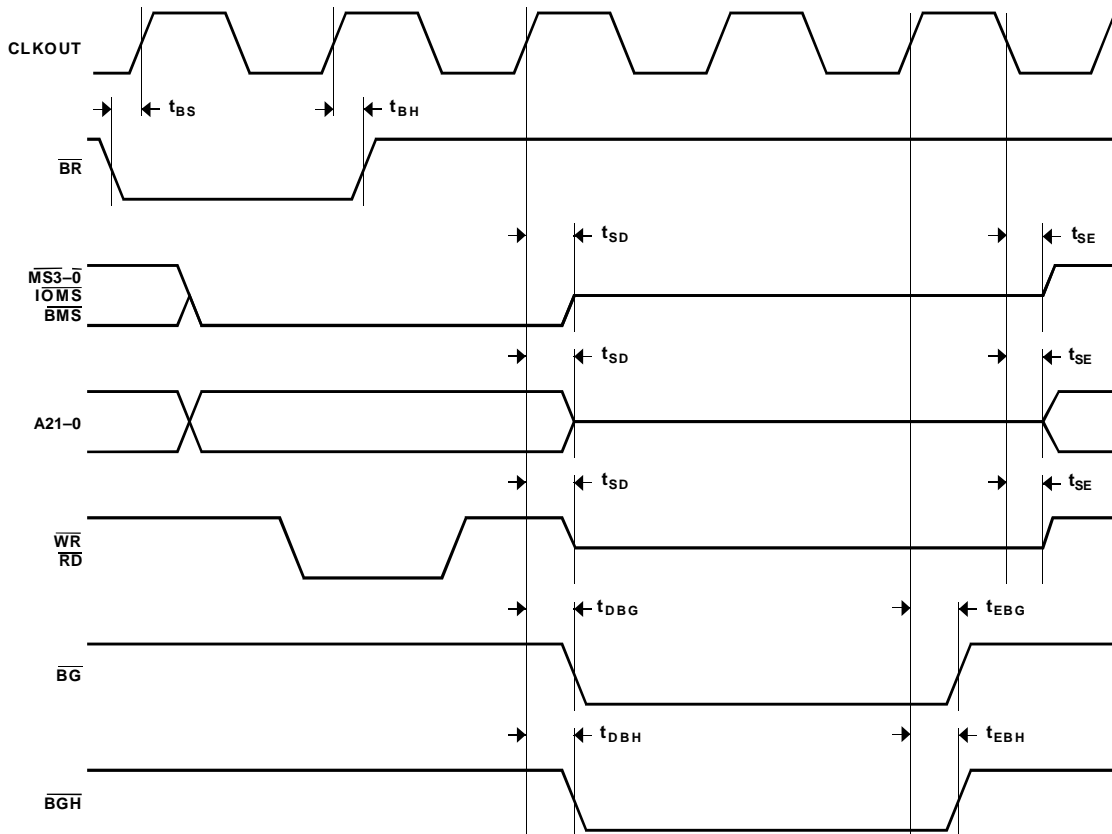 CLKOUT
tBS
tBH
BR
tSD
tSE
MS3–0
IOMS
BMS
tSD
tSE
A21–0
tSD
tSE
WR
RD
tDBG
tEBG
BG
tDBH
tEBH
BGH